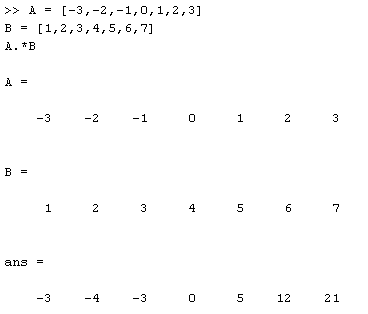 >> A = [-3,-2,-1,0,1,2,3]
B = [1,2,3,4,5,6,7]
A.*B
A =
-3 -2 -1 0 1 2 3
B =
1 2 3 4 5 6 7
ans =
-3 -4 -3 0 5 12 21